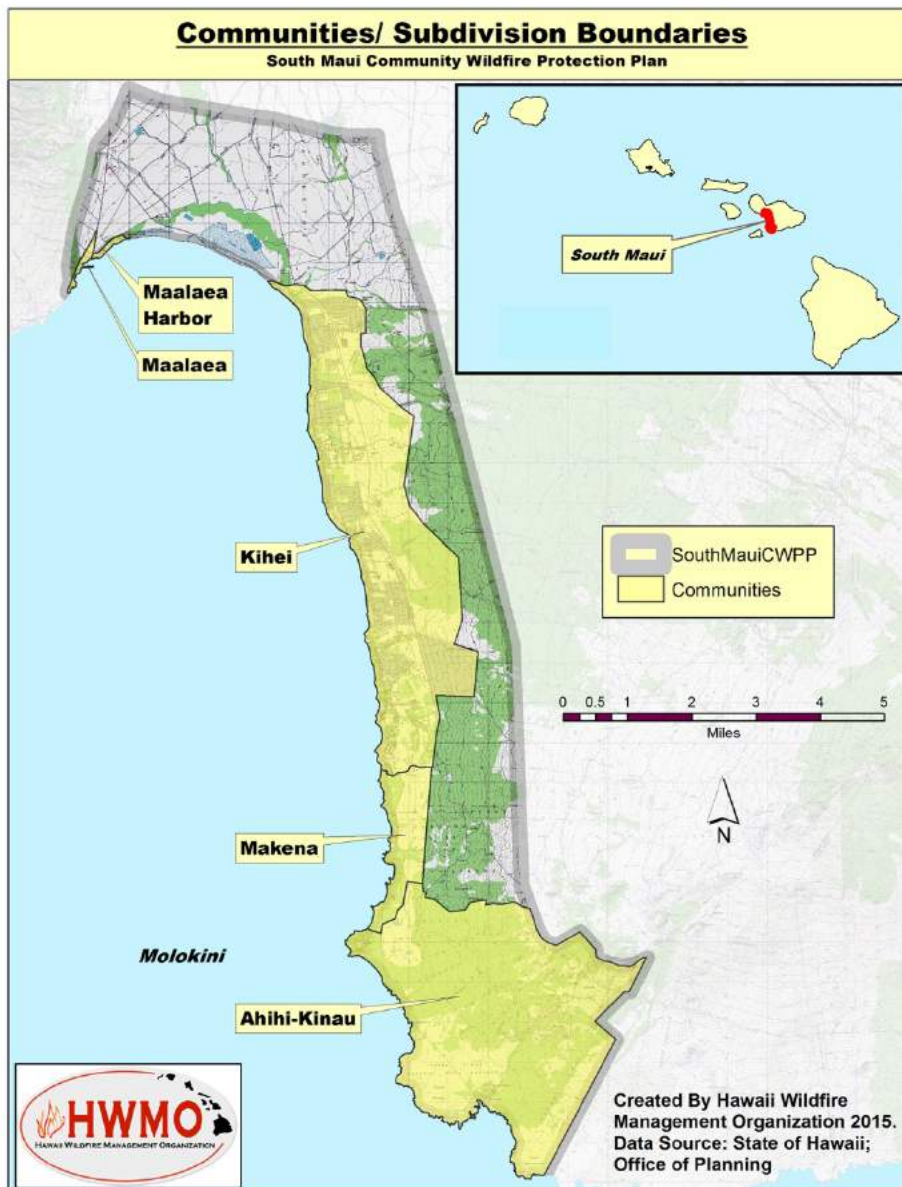 Communities/ Subdivision Boundaries
South Maui Community Wildfire Protection Plan
South Maui
Maalaea
Harbor
Maalaea
Kihei
SouthMauiCWPP
Communities
0 0.5 1 2 3 4 5
Miles
N
Makena
Molokini
Ahihi-Kinau
HWMO
HAWAII WILDFIRE MANAGEMENT ORGANIZATION
Created By Hawaii Wildfire
Management Organization 2015.
Data Source: State of Hawaii;
Office of Planning